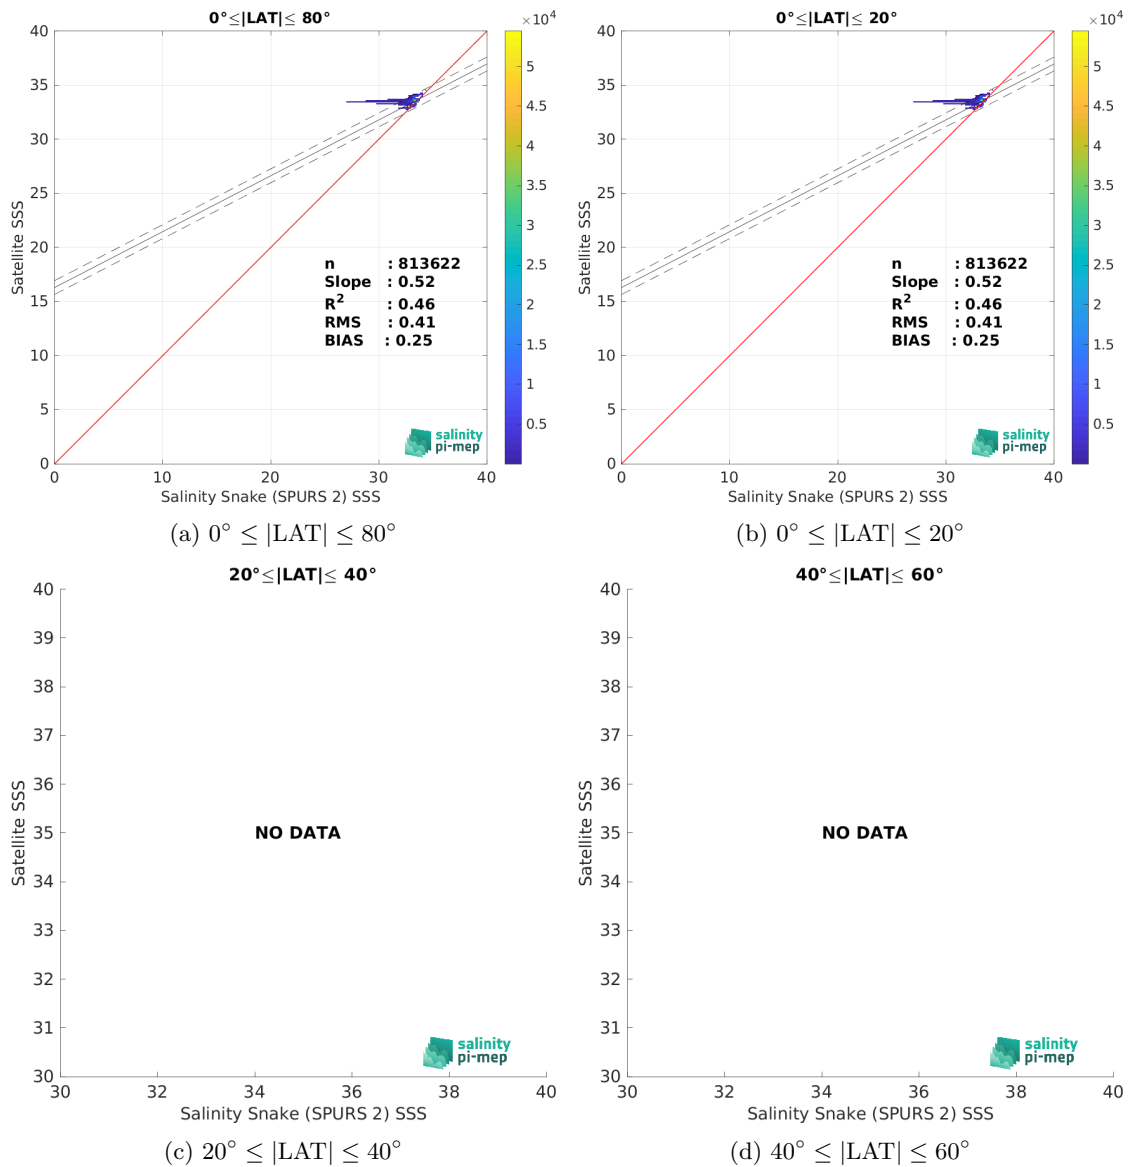 0°≤|LAT|≤ 80°
×10⁴
40
35
30
25
20
15
10
5
0
Satellite SSS
n : 813622
Slope : 0.52
R² : 0.46
RMS : 0.41
BIAS : 0.25
salinity
pi-mep
5
4.5
4
3.5
3
2.5
2
1.5
1
0.5
0 10 20 30 40
Salinity Snake (SPURS 2) SSS
(a) 0° ≤ |LAT| ≤ 80°
0°≤|LAT|≤ 20°
×10⁴
40
35
30
25
20
15
10
5
0
Satellite SSS
n : 813622
Slope : 0.52
R² : 0.46
RMS : 0.41
BIAS : 0.25
salinity
pi-mep
5
4.5
4
3.5
3
2.5
2
1.5
1
0.5
0 10 20 30 40
Salinity Snake (SPURS 2) SSS
(b) 0° ≤ |LAT| ≤ 20°
20°≤|LAT|≤ 40°
40
39
38
37
36
35
34
33
32
31
30
Satellite SSS
NO DATA
salinity
pi-mep
30 32 34 36 38 40
Salinity Snake (SPURS 2) SSS
(c) 20° ≤ |LAT| ≤ 40°
40°≤|LAT|≤ 60°
40
39
38
37
36
35
34
33
32
31
30
Satellite SSS
NO DATA
salinity
pi-mep
30 32 34 36 38 40
Salinity Snake (SPURS 2) SSS
(d) 40° ≤ |LAT| ≤ 60°